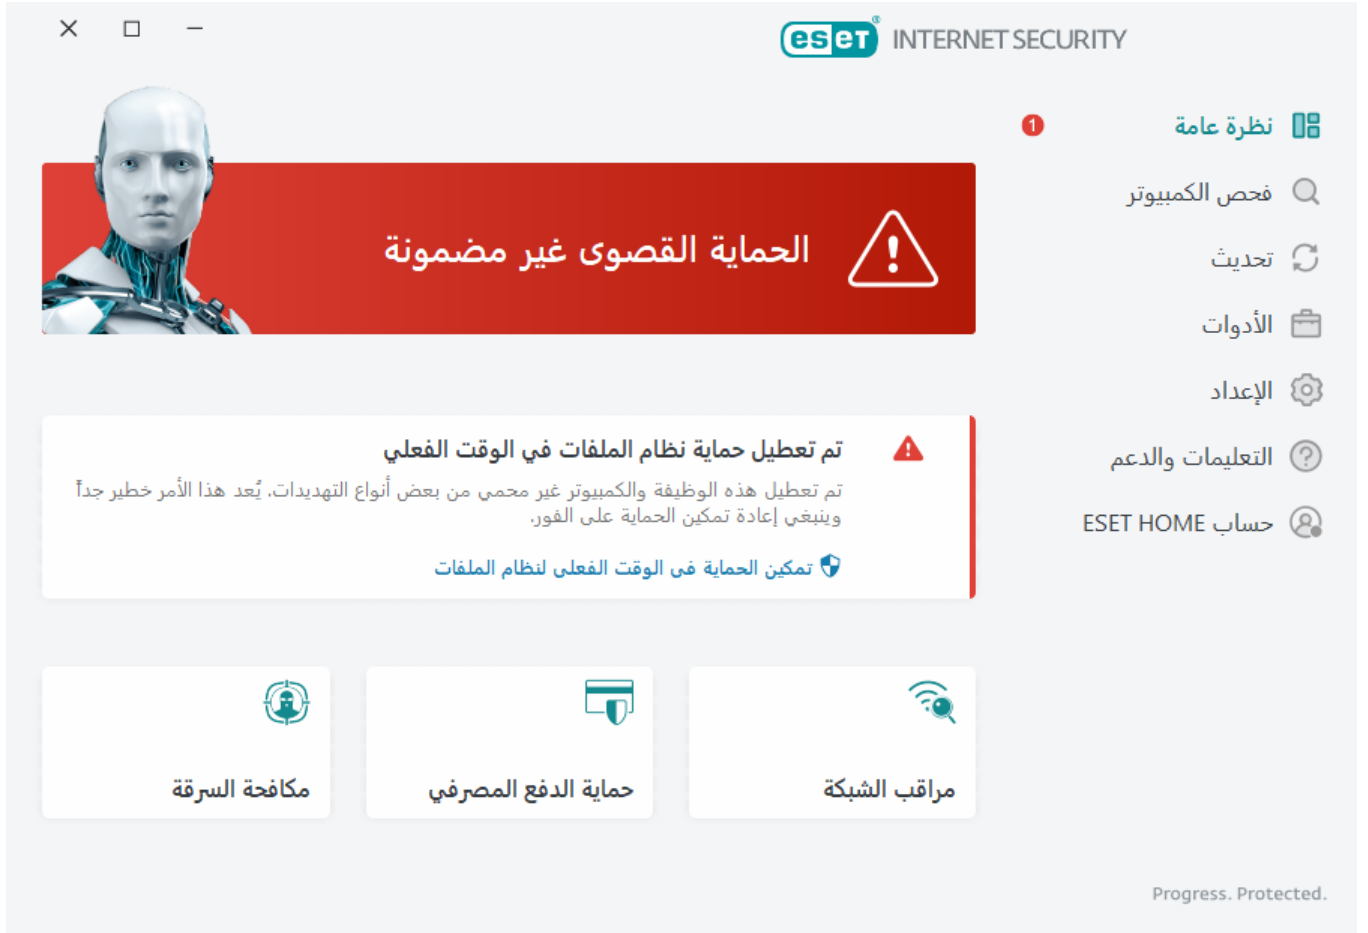 eset® INTERNET SECURITY
نظرة عامة
1
فحص الكمبيوتر
تحديث
الأدوات
الإعداد
التعليمات والدعم
حساب ESET HOME
الحماية القصوى غير مضمونة
تم تعطيل حماية نظام الملفات في الوقت الفعلي
تم تعطيل هذه الوظيفة والكمبيوتر غير محمي من بعض أنواع التهديدات. يُعد هذا الأمر خطير جداً
وينبغي إعادة تمكين الحماية على الفور.
تمكين الحماية في الوقت الفعلي لنظام الملفات
مراقب الشبكة
حماية الدفع المصرفي
مكافحة السرقة
Progress. Protected.